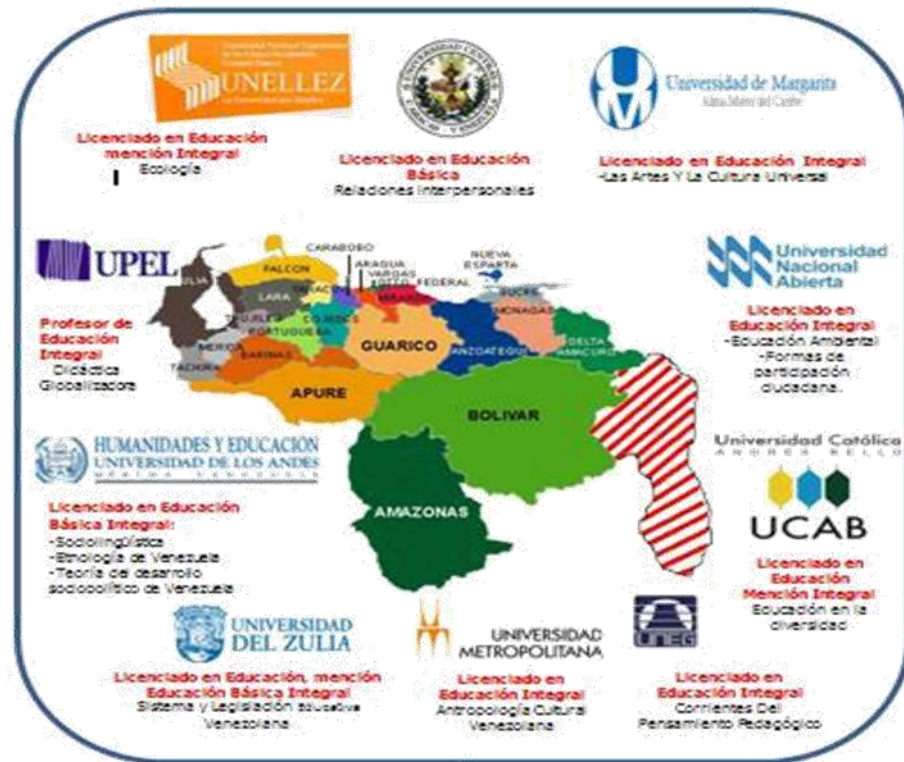 UNELLEZ
Licenciado en Educación
mención Integral
Ecología
Licenciado en Educación
Básica
Relaciones Interpersonales
Universidad de Margarita
Alma Mater del Caribe
Licenciado en Educación Integral
-Las Artes Y La Cultura Universal
UPEL
Profesor de
Educación
Integral
Didáctica
Globalizadora
CARABOBO
ARAGUA
VARGAS
DTTO. FEDERAL
NUEVA
ESPARTA
FALCON
LARA
MIRANDA
SUCRE
MONAGAS
TRUJILLO
COJEDES
PORTUGUESA
GUARICO
ANZOATEGUI
DELTA
AMACURO
MERIDA
BARINAS
TACHIRA
APURE
BOLIVAR
AMAZONAS
Universidad
Nacional
Abierta
Licenciado en
Educación Integral
-Educación Ambiental
-Formas de
participación
ciudadana.
HUMANIDADES Y EDUCACIÓN
UNIVERSIDAD DE LOS ANDES
MÉRIDA VENEZUELA
Licenciado en Educación
Básica Integral:
-Sociolingüística
-Etnología de Venezuela
-Teoría del desarrollo
sociopolítico de Venezuela
Universidad Católica
ANDRES BELLO
UCAB
Licenciado en
Educación
Mención Integral
Educación en la
diversidad
UNIVERSIDAD
DEL ZULIA
Licenciado en Educación, mención
Educación Básica Integral
Sistema y Legislación Educativa
Venezolana
UNIVERSIDAD
METROPOLITANA
Licenciado en
Educación Integral
Antropología Cultural
Venezolana
UNEG
Licenciado en
Educación Integral
Corrientes Del
Pensamiento Pedagógico